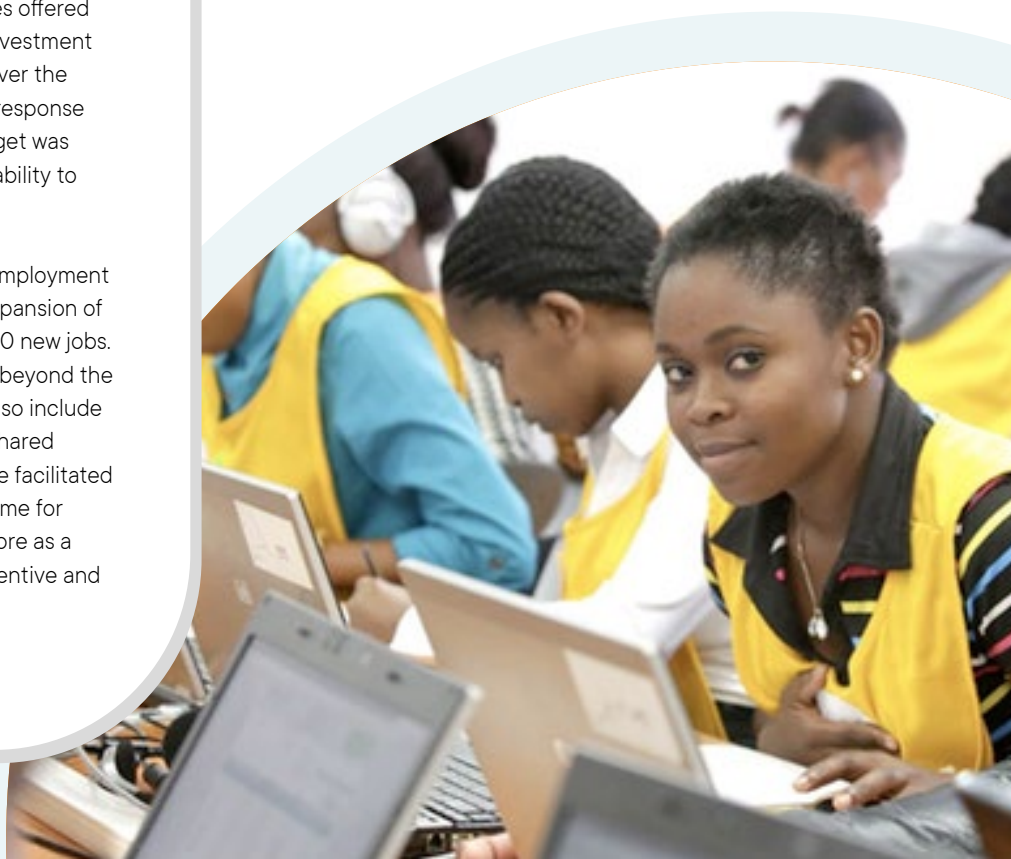 es offered
vestment
ver the
response
get was
ability to
mployment
pansion of
0 new jobs.
beyond the
so include
hared
e facilitated
me for
ore as a
entive and